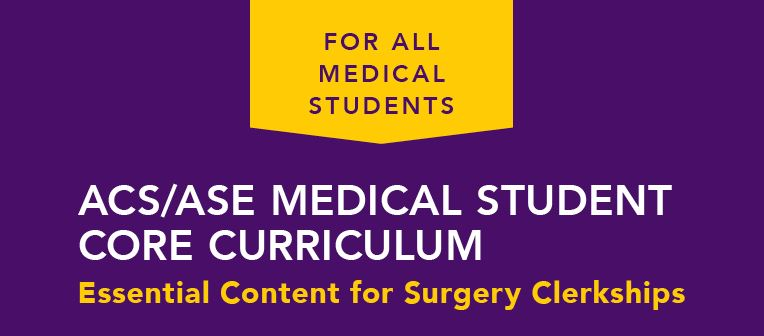 FOR ALL
MEDICAL
STUDENTS
ACS/ASE MEDICAL STUDENT
CORE CURRICULUM
Essential Content for Surgery Clerkships